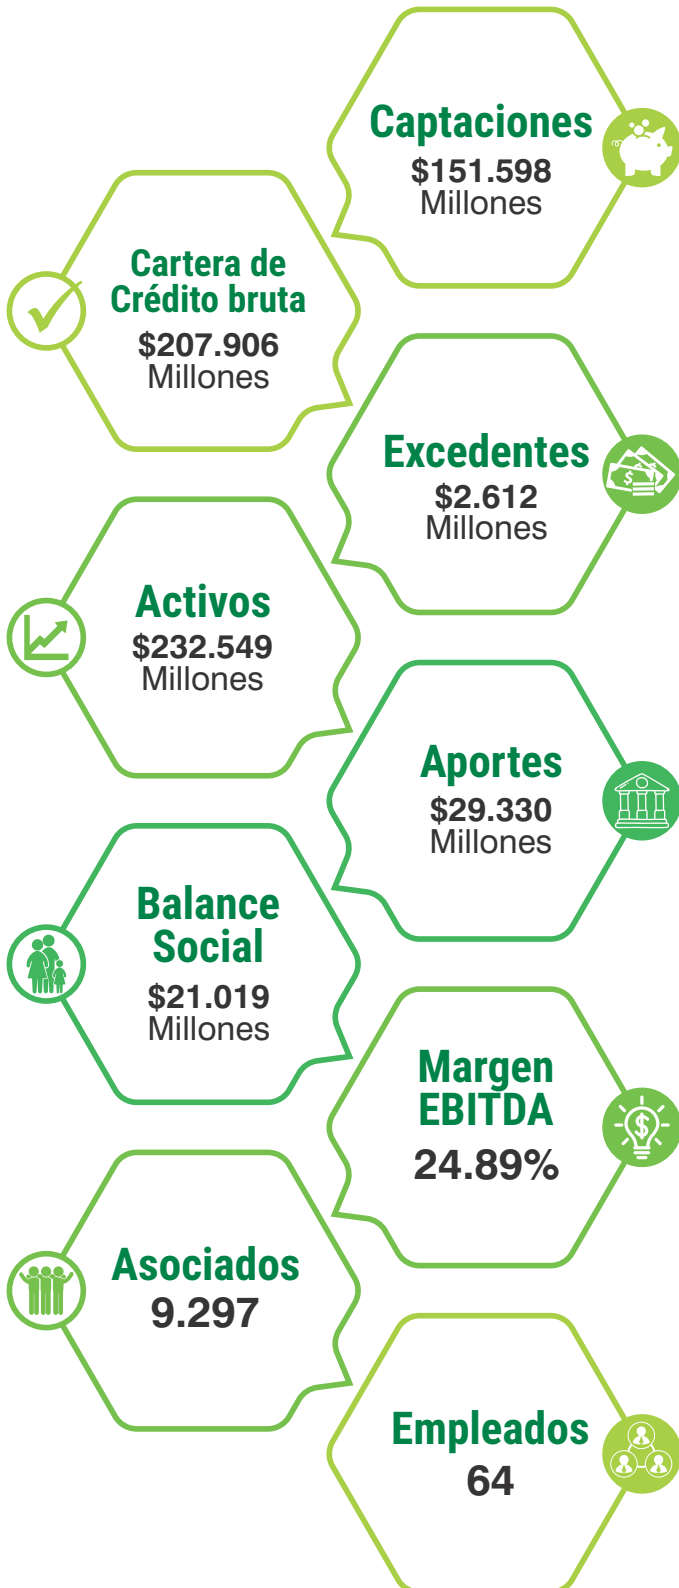 Captaciones
$151.598
Millones
Cartera de
Crédito bruta
$207.906
Millones
Excedentes
$2.612
Millones
Activos
$232.549
Millones
Aportes
$29.330
Millones
Balance
Social
$21.019
Millones
Margen
EBITDA
24.89%
Asociados
9.297
Empleados
64